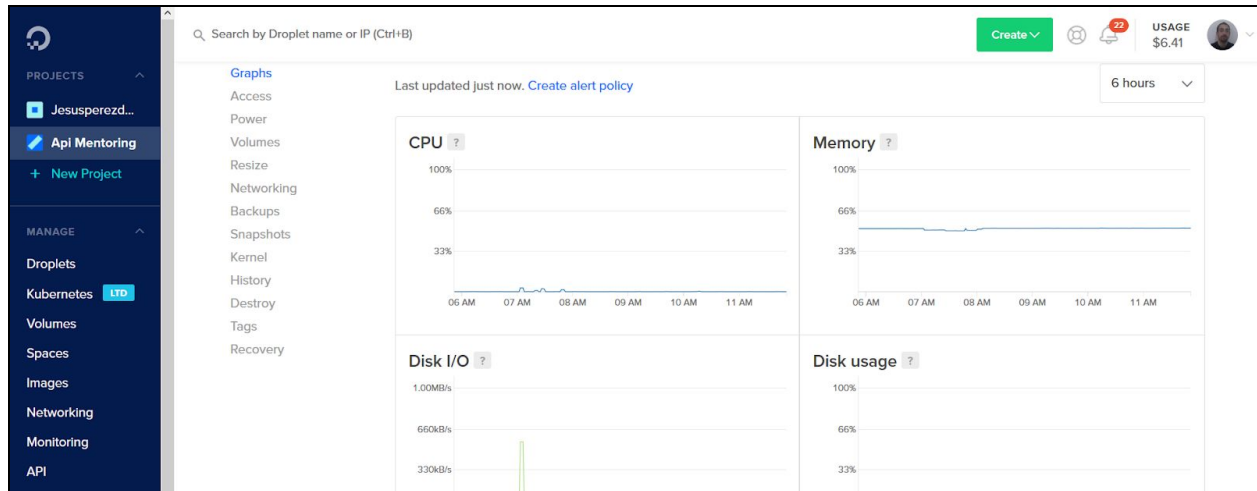 Search by Droplet name or IP (Ctrl+B)
Create
22
USAGE
$6.41
PROJECTS
Jesusperezd...
Api Mentoring
+ New Project
MANAGE
Droplets
Kubernetes LTD
Volumes
Spaces
Images
Networking
Monitoring
API
Graphs
Access
Power
Volumes
Resize
Networking
Backups
Snapshots
Kernel
History
Destroy
Tags
Recovery
Last updated just now. Create alert policy
6 hours
CPU ?
100%
66%
33%
06 AM 07 AM 08 AM 09 AM 10 AM 11 AM
Memory ?
100%
66%
33%
06 AM 07 AM 08 AM 09 AM 10 AM 11 AM
Disk I/O ?
1.00MB/s
660kB/s
330kB/s
Disk usage ?
100%
66%
33%